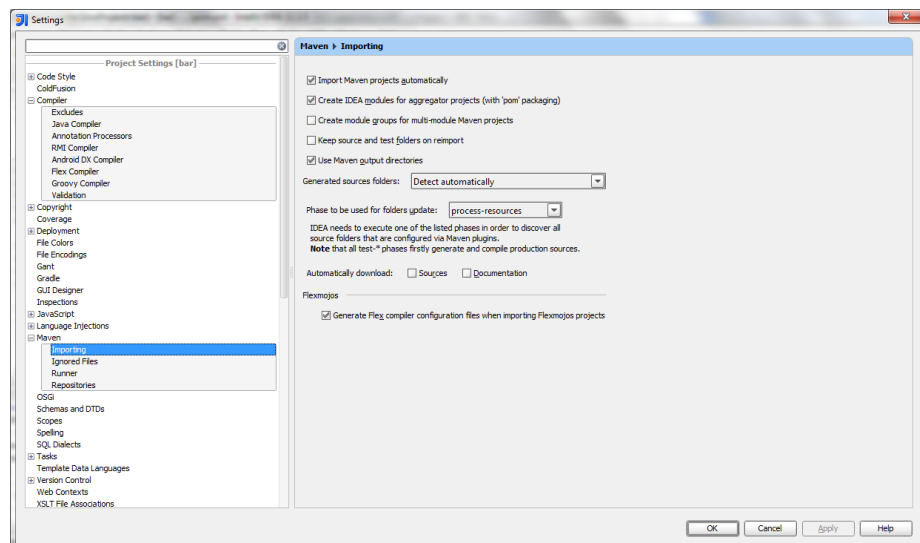 Settings
Project Settings [bar]
Code Style
ColdFusion
Compiler
Excludes
Java Compiler
Annotation Processors
RMI Compiler
Android DX Compiler
Flex Compiler
Groovy Compiler
Validation
Copyright
Coverage
Deployment
File Colors
File Encodings
Gant
Gradle
GUI Designer
Inspections
JavaScript
Language Injections
Maven
Importing
Ignored Files
Runner
Repositories
OSGi
Schemas and DTDs
Scopes
Spelling
SQL Dialects
Tasks
Template Data Languages
Version Control
Web Contexts
XSLT File Associations
Maven ▸ Importing
Import Maven projects automatically
Create IDEA modules for aggregator projects (with 'pom' packaging)
Create module groups for multi-module Maven projects
Keep source and test folders on reimport
Use Maven output directories
Generated sources folders: Detect automatically
Phase to be used for folders update: process-resources
IDEA needs to execute one of the listed phases in order to discover all
source folders that are configured via Maven plugins.
Note that all test-* phases firstly generate and compile production sources.
Automatically download: Sources Documentation
Flexmojos
Generate Flex compiler configuration files when importing Flexmojos projects
OK Cancel Apply Help